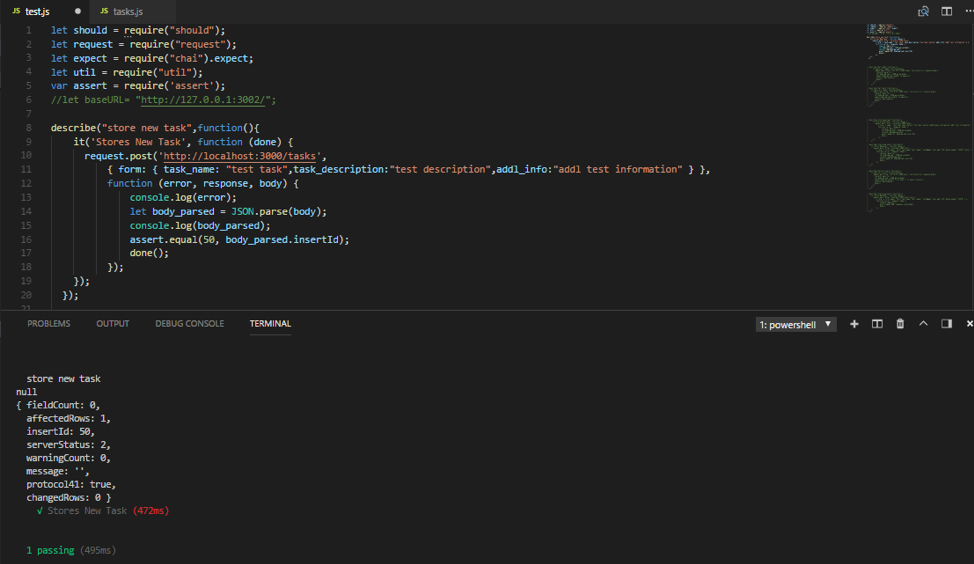 JS test.js ●
JS tasks.js
1 let should = require("should");
2 let request = require("request");
3 let expect = require("chai").expect;
4 let util = require("util");
5 var assert = require('assert');
6 //let baseURL= "http://127.0.0.1:3002/";
7
8 describe("store new task",function(){
9 it('Stores New Task', function (done) {
10 request.post('http://localhost:3000/tasks',
11 { form: { task_name: "test task",task_description:"test description",addl_info:"addl test information" } },
12 function (error, response, body) {
13 console.log(error);
14 let body_parsed = JSON.parse(body);
15 console.log(body_parsed);
16 assert.equal(50, body_parsed.insertId);
17 done();
18 });
19 });
20 });
21
PROBLEMS OUTPUT DEBUG CONSOLE TERMINAL 1: powershell
store new task
null
{ fieldCount: 0,
affectedRows: 1,
insertId: 50,
serverStatus: 2,
warningCount: 0,
message: '',
protocol41: true,
changedRows: 0 }
√ Stores New Task (472ms)
1 passing (495ms)